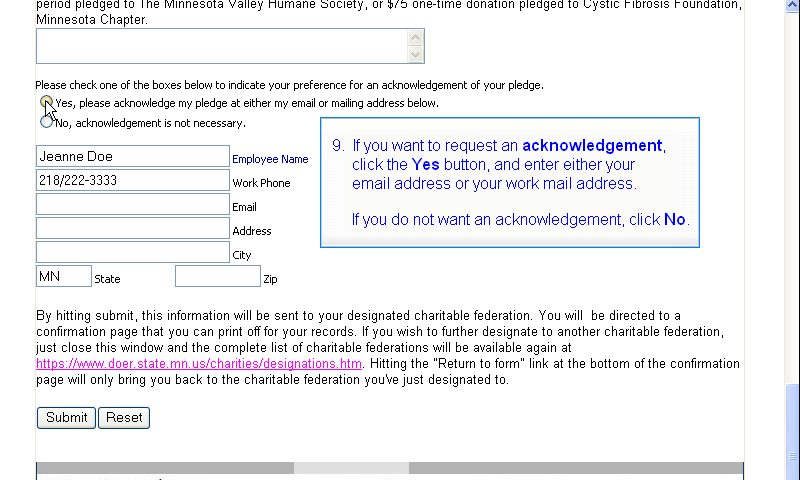 period pledged to The Minnesota Valley Humane Society, or $75 one-time donation pledged to Cystic Fibrosis Foundation,
Minnesota Chapter.
Please check one of the boxes below to indicate your preference for an acknowledgement of your pledge.
Yes, please acknowledge my pledge at either my email or mailing address below.
No, acknowledgement is not necessary.
Jeanne Doe Employee Name
218/222-3333 Work Phone
Email
Address
City
MN State Zip
9. If you want to request an acknowledgement,
click the Yes button, and enter either your
email address or your work mail address.
If you do not want an acknowledgement, click No.
By hitting submit, this information will be sent to your designated charitable federation. You will be directed to a
confirmation page that you can print off for your records. If you wish to further designate to another charitable federation,
just close this window and the complete list of charitable federations will be available again at
https://www.doer.state.mn.us/charities/designations.htm. Hitting the "Return to form" link at the bottom of the confirmation
page will only bring you back to the charitable federation you've just designated to.
Submit Reset